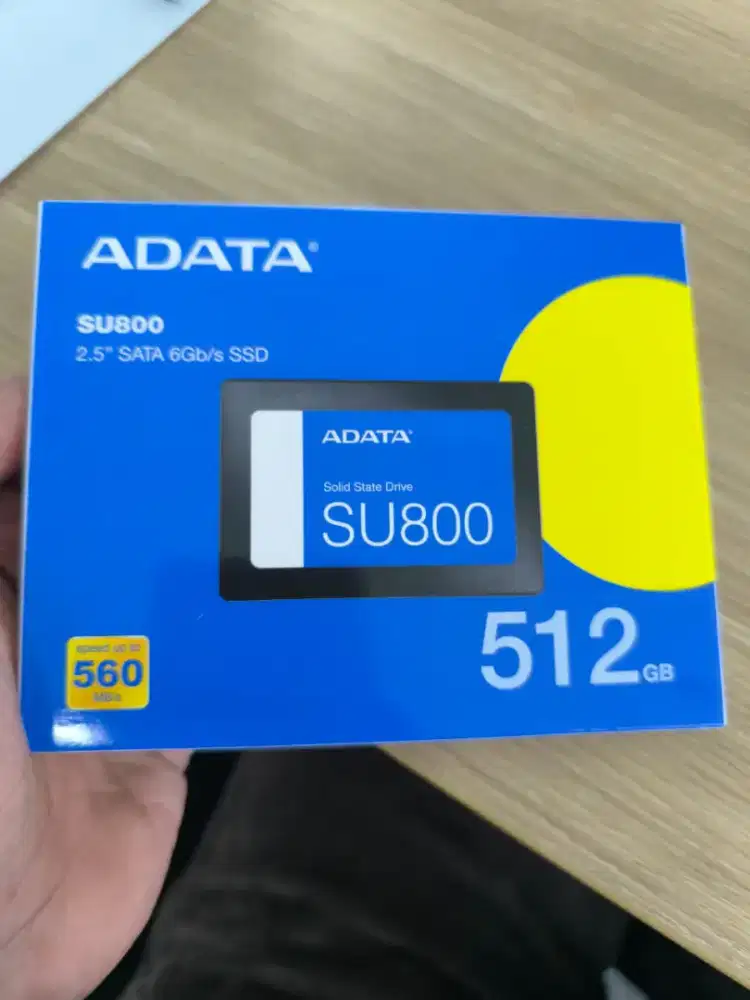 ADATA®
SU800
2.5" SATA 6Gb/s SSD
ADATA®
Solid State Drive
SU800
512GB
speed up to
560
MB/s